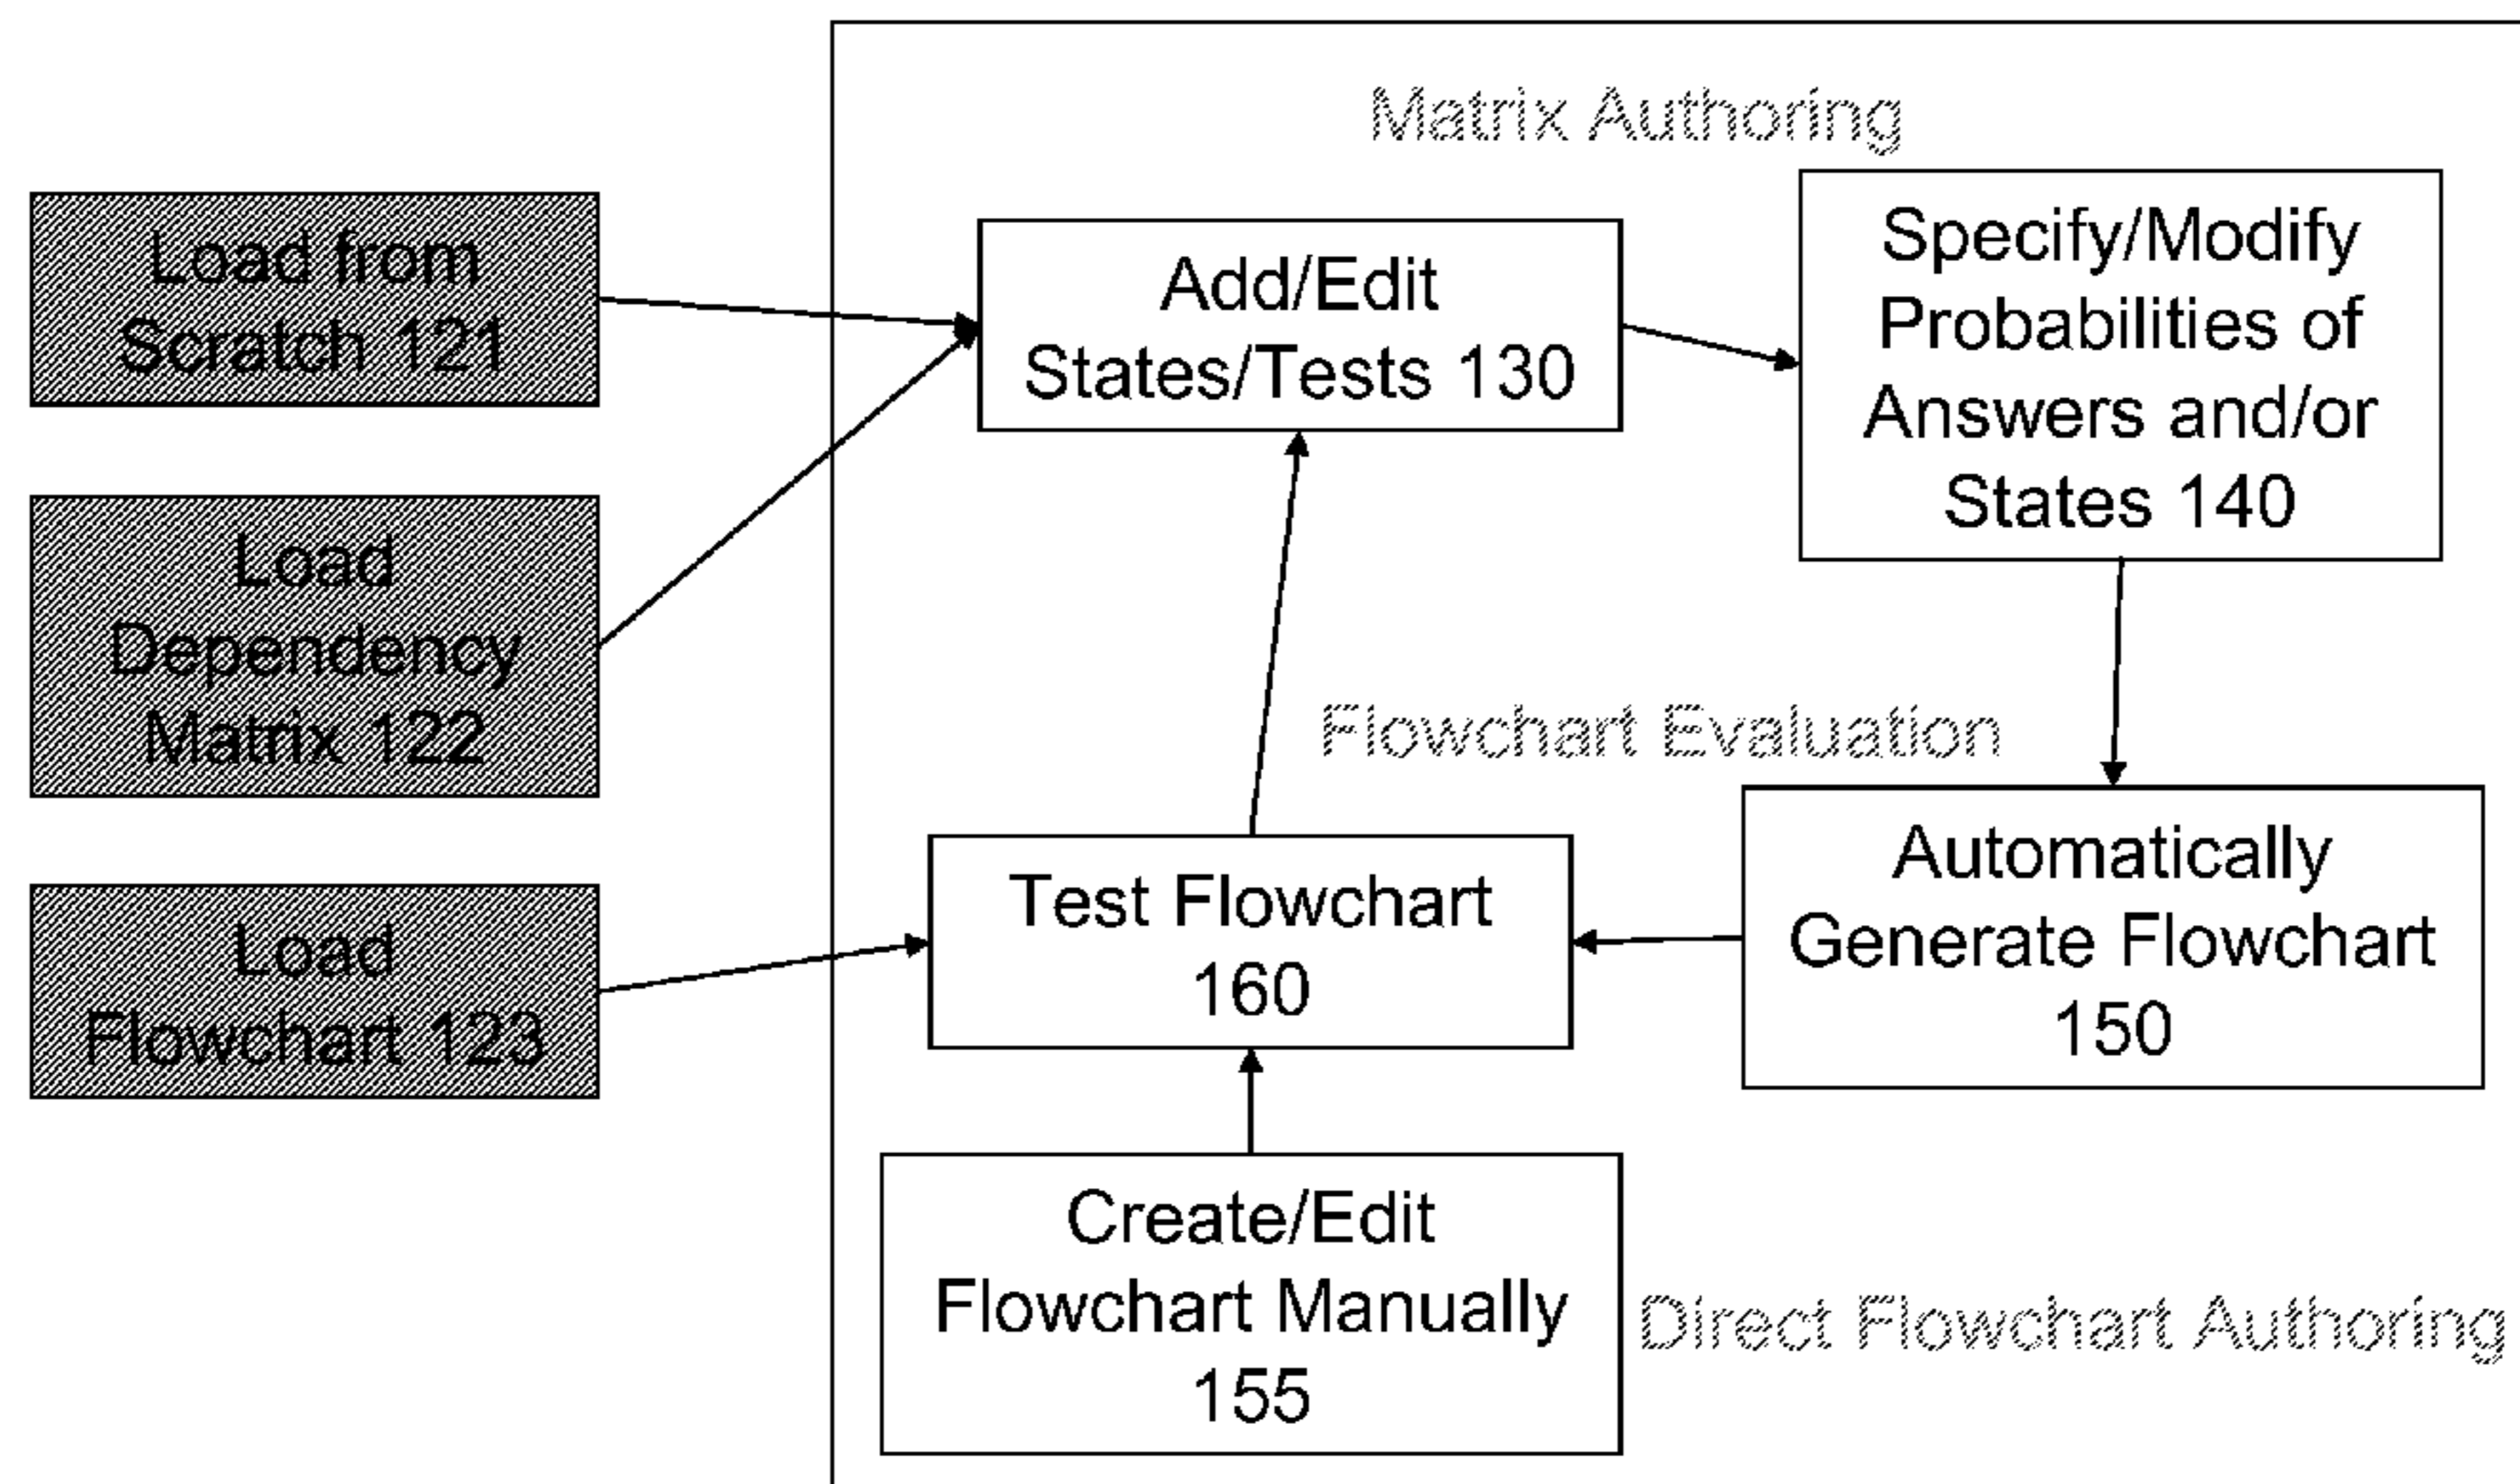 Matrix Authoring
Load from
Scratch 121
Add/Edit
States/Tests 130
Specify/Modify
Probabilities of
Answers and/or
States 140
Load
Dependency
Matrix 122
Flowchart Evaluation
Load
Flowchart 123
Test Flowchart
160
Automatically
Generate Flowchart
150
Create/Edit
Flowchart Manually
155
Direct Flowchart Authoring